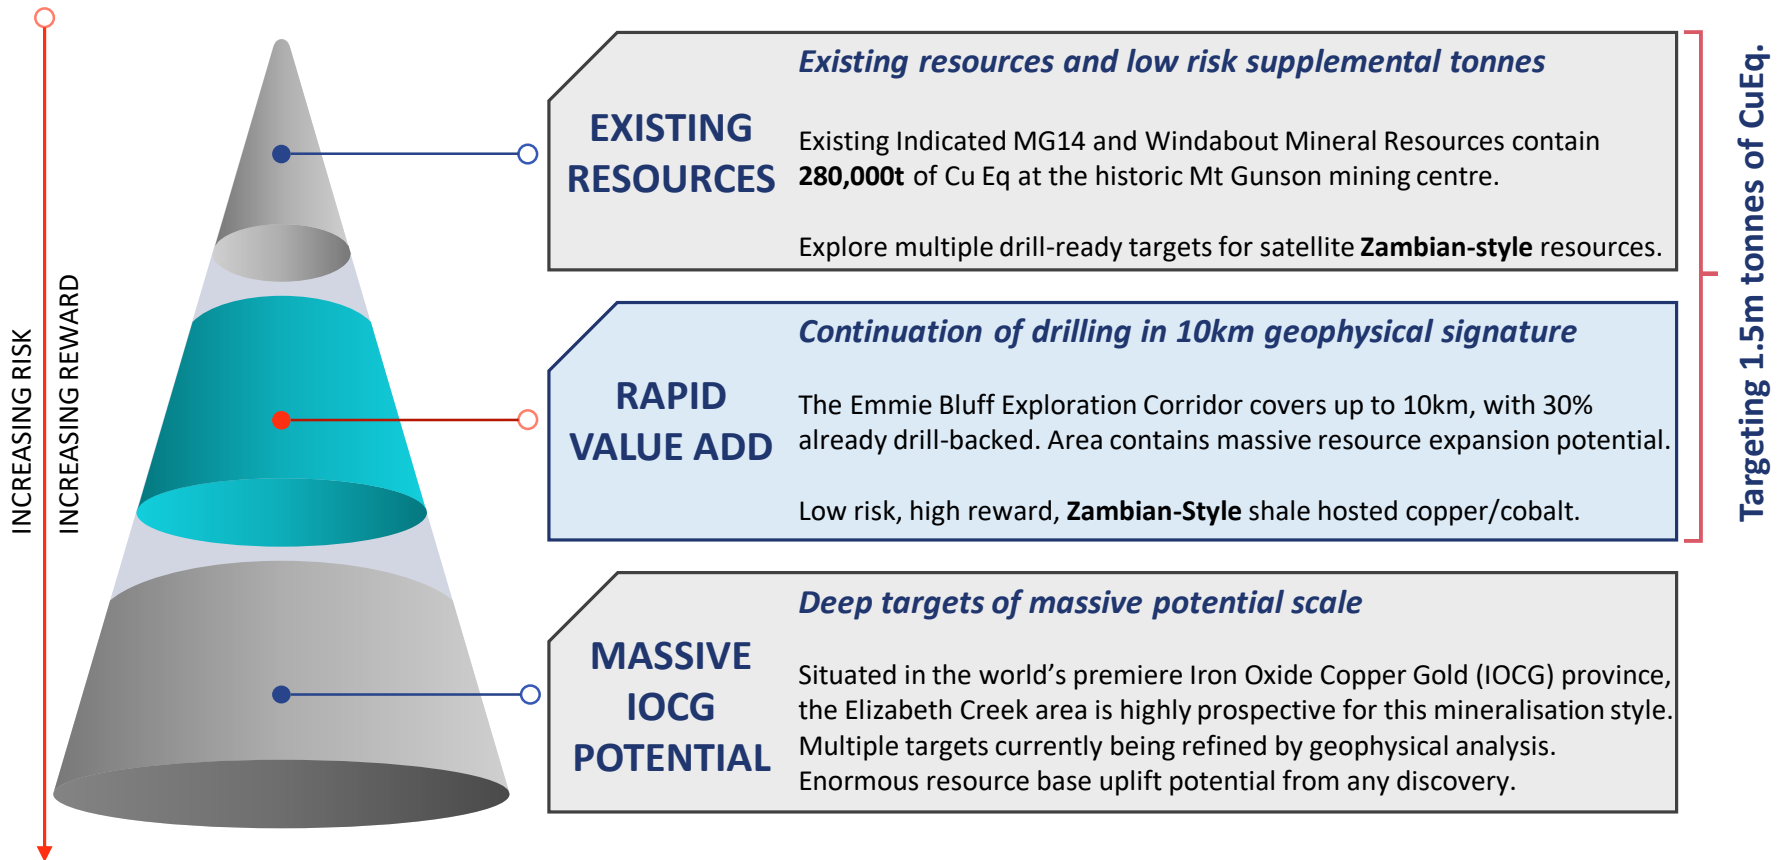 INCREASING RISK
INCREASING REWARD
EXISTING
RESOURCES
Existing resources and low risk supplemental tonnes
Existing Indicated MG14 and Windabout Mineral Resources contain
280,000t of Cu Eq at the historic Mt Gunson mining centre.
Explore multiple drill-ready targets for satellite Zambian-style resources.
RAPID
VALUE ADD
Continuation of drilling in 10km geophysical signature
The Emmie Bluff Exploration Corridor covers up to 10km, with 30%
already drill-backed. Area contains massive resource expansion potential.
Low risk, high reward, Zambian-Style shale hosted copper/cobalt.
MASSIVE
IOCG
POTENTIAL
Deep targets of massive potential scale
Situated in the world’s premiere Iron Oxide Copper Gold (IOCG) province,
the Elizabeth Creek area is highly prospective for this mineralisation style.
Multiple targets currently being refined by geophysical analysis.
Enormous resource base uplift potential from any discovery.
Targeting 1.5m tonnes of CuEq.